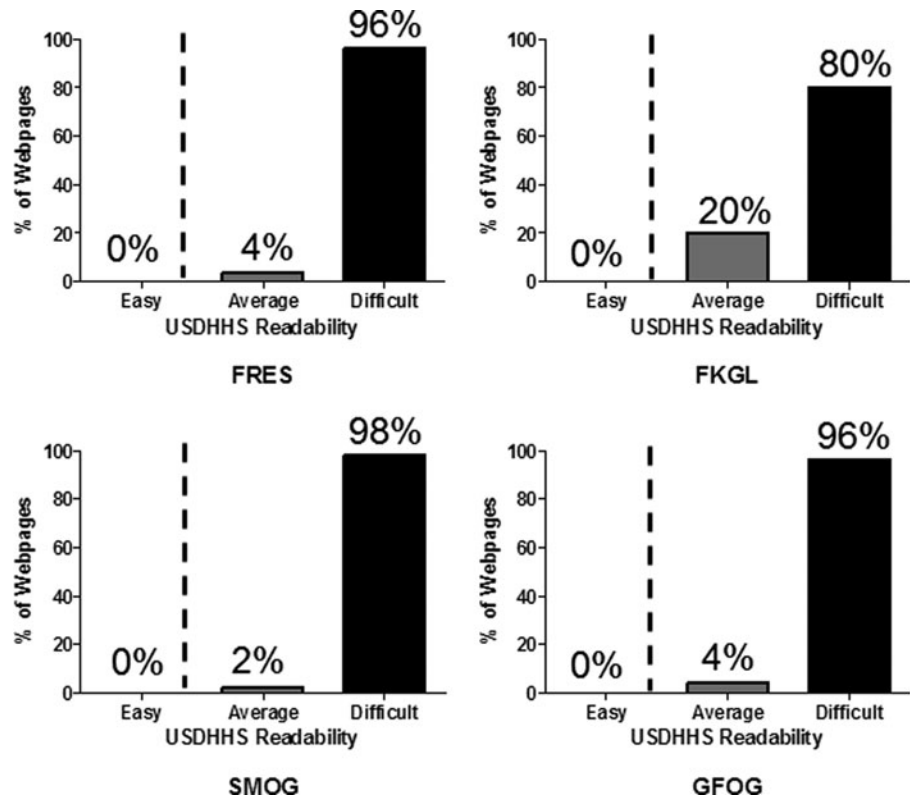 96%
100
80
60
40
20
0
% of Webpages
0%
4%
Easy Average Difficult
USDHHS Readability
FRES
80%
100
80
60
40
20
0
% of Webpages
0%
20%
Easy Average Difficult
USDHHS Readability
FKGL
98%
100
80
60
40
20
0
% of Webpages
0%
2%
Easy Average Difficult
USDHHS Readability
SMOG
96%
100
80
60
40
20
0
% of Webpages
0%
4%
Easy Average Difficult
USDHHS Readability
GFOG